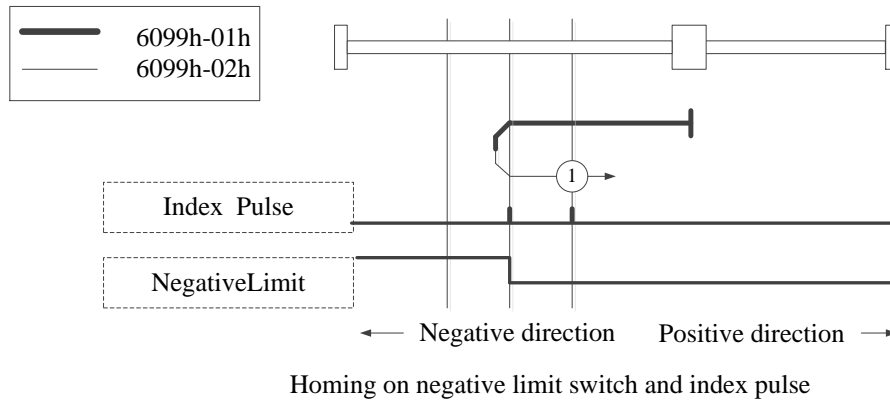 6099h-01h
6099h-02h
1
Index Pulse
NegativeLimit
Negative direction
Positive direction
Homing on negative limit switch and index pulse